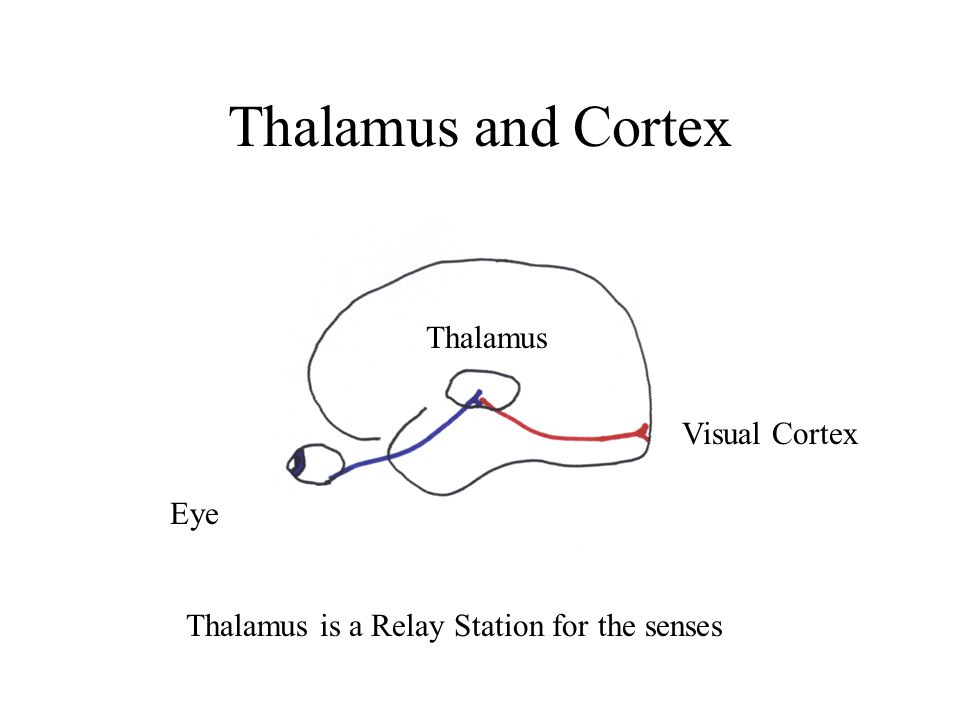 Thalamus and Cortex
Thalamus
Visual Cortex
Eye
Thalamus is a Relay Station for the senses